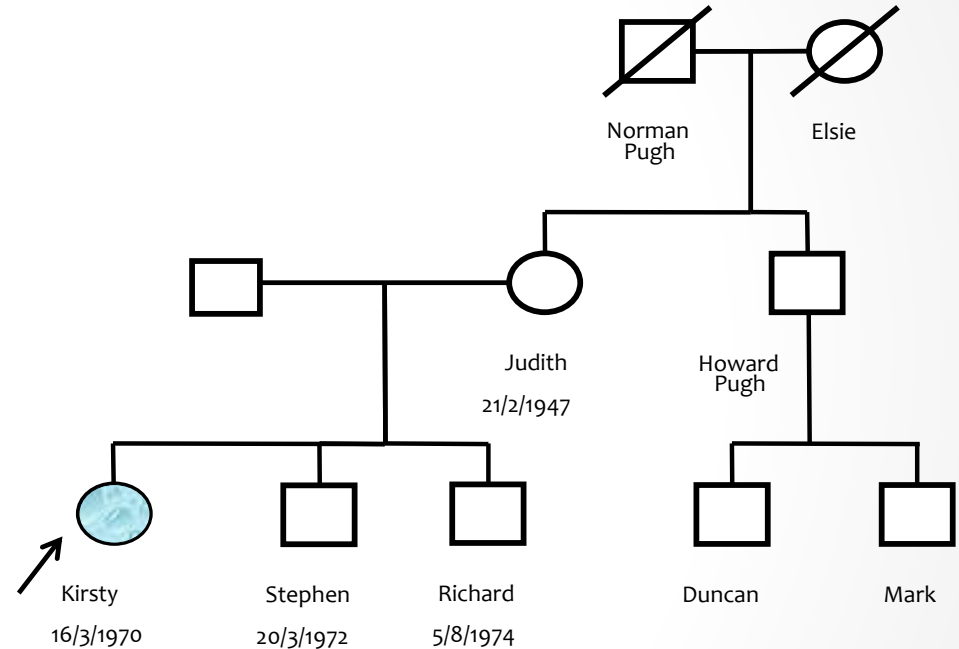 Norman
Pugh
Elsie
Judith
21/2/1947
Howard
Pugh
Kirsty
16/3/1970
Stephen
20/3/1972
Richard
5/8/1974
Duncan
Mark